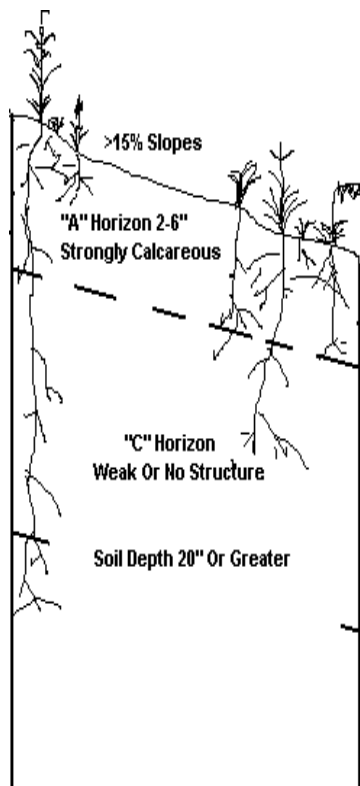 >15% Slopes
"A" Horizon 2-6"
Strongly Calcareous
"C" Horizon
Weak Or No Structure
Soil Depth 20" Or Greater